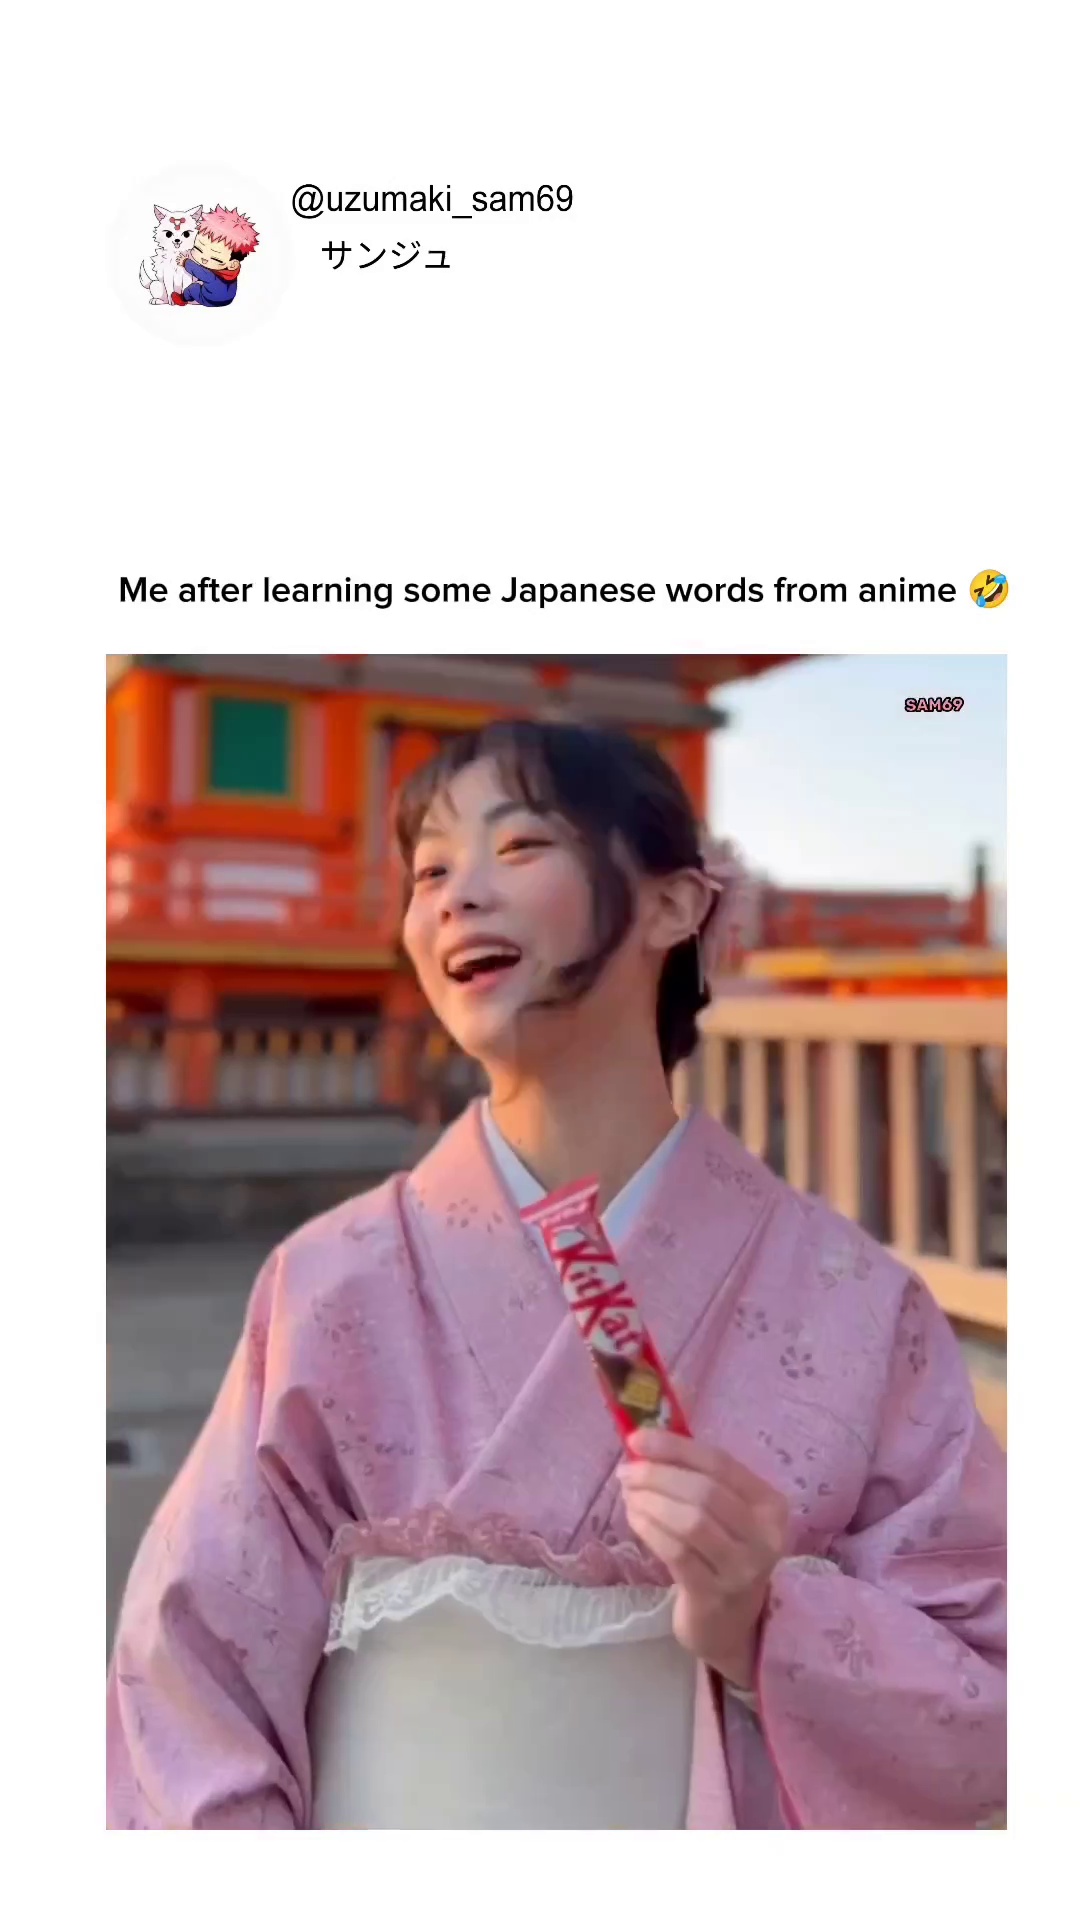 @uzumaki_sam69
サンジュ
Me after learning some Japanese words from anime 🤣
SAM69
KitKat